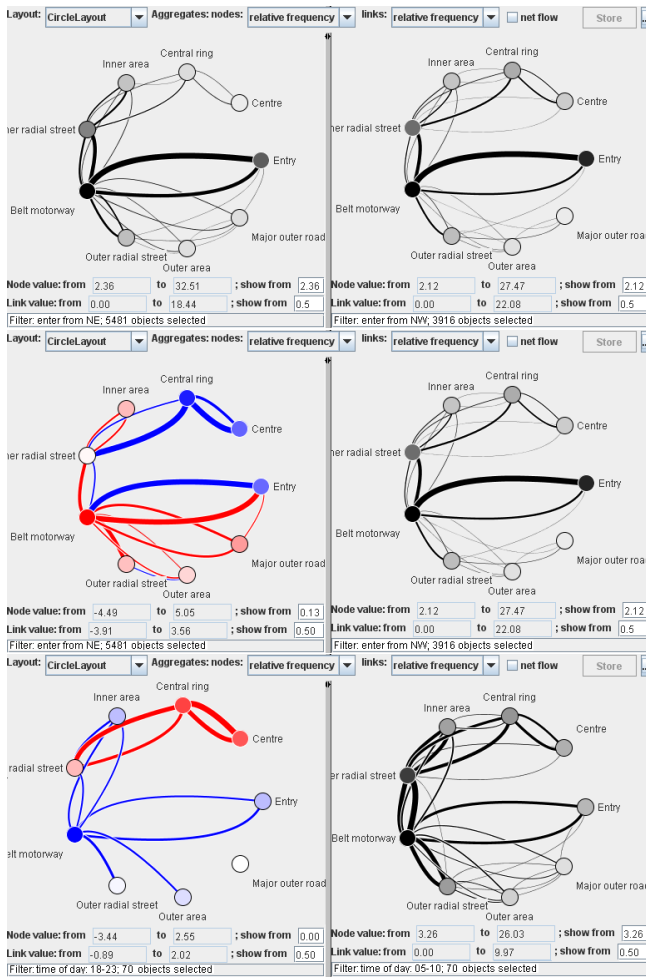 Layout: CircleLayout Aggregates: nodes: relative frequency links: relative frequency net flow Store ...
Central ring
Inner area
Centre
ner radial street
Entry
Belt motorway
Major outer road
Outer radial street
Outer area
Node value: from 2.36 to 32.51 ; show from 2.36
Link value: from 0.00 to 18.44 ; show from 0.5
Filter: enter from NE; 5481 objects selected
Central ring
Inner area
Centre
ner radial street
Entry
Belt motorway
Major outer road
Outer radial street
Outer area
Node value: from 2.12 to 27.47 ; show from 2.12
Link value: from 0.00 to 22.08 ; show from 0.5
Filter: enter from NW; 3916 objects selected
Layout: CircleLayout Aggregates: nodes: relative frequency links: relative frequency net flow Store ...
Central ring
Inner area
Centre
ner radial street
Entry
Belt motorway
Major outer road
Outer radial street
Outer area
Node value: from -4.49 to 5.05 ; show from 0.13
Link value: from -3.91 to 3.56 ; show from 0.50
Filter: enter from NE; 5481 objects selected
Central ring
Inner area
Centre
ner radial street
Entry
Belt motorway
Major outer road
Outer radial street
Outer area
Node value: from 2.12 to 27.47 ; show from 2.12
Link value: from 0.00 to 22.08 ; show from 0.5
Filter: enter from NW; 3916 objects selected
Layout: CircleLayout Aggregates: nodes: relative frequency links: relative frequency net flow Store ...
Central ring
Inner area
Centre
r radial street
Entry
elt motorway
Major outer road
Outer radial street
Outer area
Node value: from -3.44 to 2.55 ; show from 0.00
Link value: from -0.89 to 2.02 ; show from 0.50
Filter: time of day: 18-23; 70 objects selected
Central ring
Inner area
Centre
er radial street
Entry
Belt motorway
Major outer road
Outer radial street
Outer area
Node value: from 3.26 to 26.03 ; show from 3.26
Link value: from 0.00 to 9.97 ; show from 0.50
Filter: time of day: 05-10; 70 objects selected